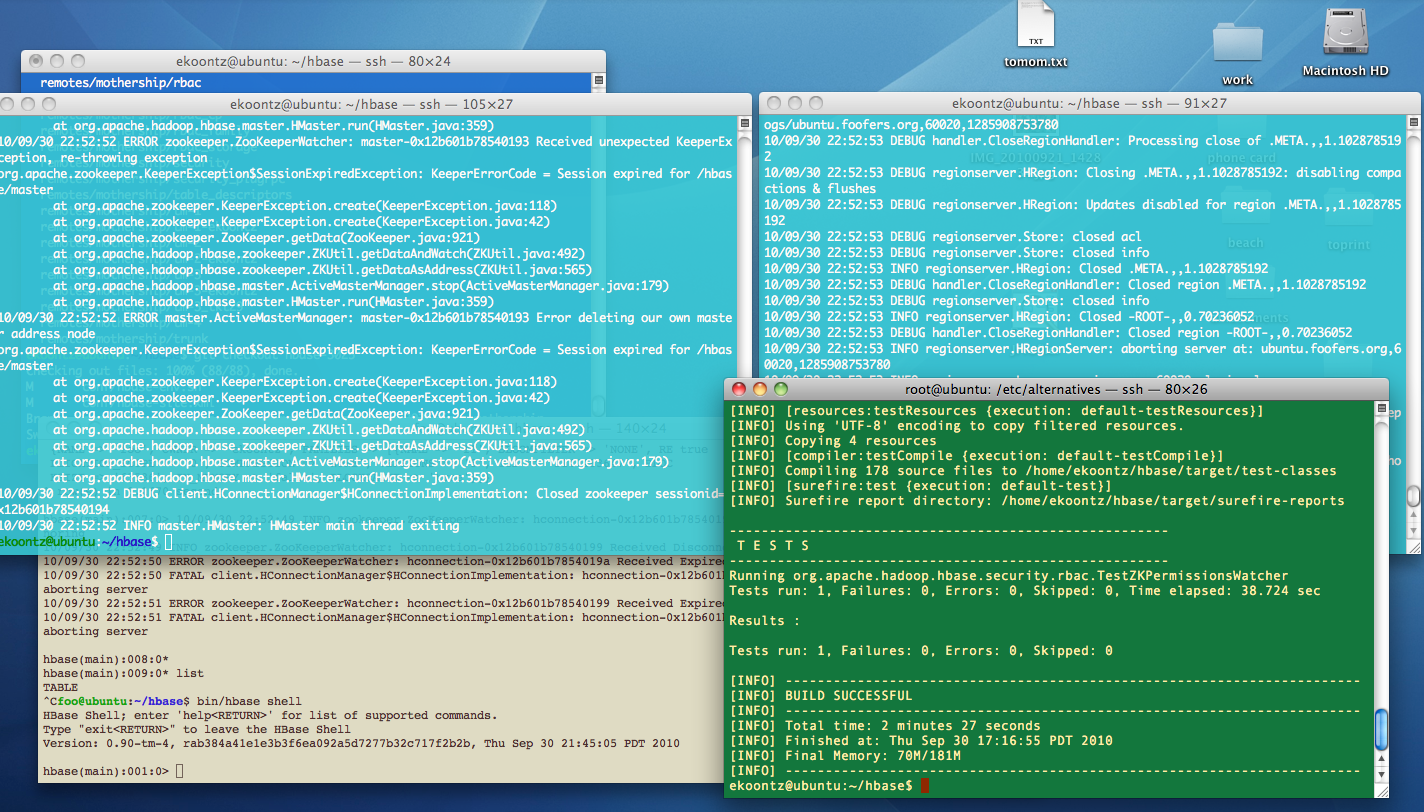 TXT
tomom.txt
work
Macintosh HD
ekoontz@ubuntu: ~/hbase — ssh — 80×24
remotes/mothership/rbac
ekoontz@ubuntu: ~/hbase — ssh — 105×27
at org.apache.hadoop.hbase.master.HMaster.run(HMaster.java:359)
10/09/30 22:52:52 ERROR zookeeper.ZooKeeperWatcher: master-0x12b601b78540193 Received unexpected KeeperEx
ception, re-throwing exception
org.apache.zookeeper.KeeperException$SessionExpiredException: KeeperErrorCode = Session expired for /hbas
e/master
at org.apache.zookeeper.KeeperException.create(KeeperException.java:118)
at org.apache.zookeeper.KeeperException.create(KeeperException.java:42)
at org.apache.zookeeper.ZooKeeper.getData(ZooKeeper.java:921)
at org.apache.hadoop.hbase.zookeeper.ZKUtil.getDataAndWatch(ZKUtil.java:492)
at org.apache.hadoop.hbase.zookeeper.ZKUtil.getDataAsAddress(ZKUtil.java:565)
at org.apache.hadoop.hbase.master.ActiveMasterManager.stop(ActiveMasterManager.java:179)
at org.apache.hadoop.hbase.master.HMaster.run(HMaster.java:359)
10/09/30 22:52:52 ERROR master.ActiveMasterManager: master-0x12b601b78540193 Error deleting our own maste
r address node
org.apache.zookeeper.KeeperException$SessionExpiredException: KeeperErrorCode = Session expired for /hbas
e/master
at org.apache.zookeeper.KeeperException.create(KeeperException.java:118)
at org.apache.zookeeper.KeeperException.create(KeeperException.java:42)
at org.apache.zookeeper.ZooKeeper.getData(ZooKeeper.java:921)
at org.apache.hadoop.hbase.zookeeper.ZKUtil.getDataAndWatch(ZKUtil.java:492)
at org.apache.hadoop.hbase.zookeeper.ZKUtil.getDataAsAddress(ZKUtil.java:565)
at org.apache.hadoop.hbase.master.ActiveMasterManager.stop(ActiveMasterManager.java:179)
at org.apache.hadoop.hbase.master.HMaster.run(HMaster.java:359)
10/09/30 22:52:52 DEBUG client.HConnectionManager$HConnectionImplementation: Closed zookeeper sessionid=
x12b601b78540194
10/09/30 22:52:52 INFO master.HMaster: HMaster main thread exiting
ekoontz@ubuntu:~/hbase$
10/09/30 22:52:50 ERROR zookeeper.ZooKeeperWatcher: hconnection-0x12b601b7854019a Received Expired
10/09/30 22:52:50 FATAL client.HConnectionManager$HConnectionImplementation: hconnection-0x12b601b
aborting server
10/09/30 22:52:51 ERROR zookeeper.ZooKeeperWatcher: hconnection-0x12b601b78540199 Received Expired
10/09/30 22:52:51 FATAL client.HConnectionManager$HConnectionImplementation: hconnection-0x12b601b
aborting server
hbase(main):008:0*
hbase(main):009:0* list
TABLE
^Cfoo@ubuntu:~/hbase$ bin/hbase shell
HBase Shell; enter 'help<RETURN>' for list of supported commands.
Type "exit<RETURN>" to leave the HBase Shell
Version: 0.90-tm-4, rab384a41e1e3b3f6ea092a5d7277b32c717f2b2b, Thu Sep 30 21:45:05 PDT 2010
hbase(main):001:0>
ekoontz@ubuntu: ~/hbase — ssh — 91×27
ogs/ubuntu.foofers.org,60020,1285908753780
10/09/30 22:52:53 DEBUG handler.CloseRegionHandler: Processing close of .META.,,1.102878519
2
10/09/30 22:52:53 DEBUG regionserver.HRegion: Closing .META.,,1.1028785192: disabling compa
ctions & flushes
10/09/30 22:52:53 DEBUG regionserver.HRegion: Updates disabled for region .META.,,1.1028785
192
10/09/30 22:52:53 DEBUG regionserver.Store: closed acl
10/09/30 22:52:53 DEBUG regionserver.Store: closed info
10/09/30 22:52:53 INFO regionserver.HRegion: Closed .META.,,1.1028785192
10/09/30 22:52:53 DEBUG handler.CloseRegionHandler: Closed region .META.,,1.1028785192
10/09/30 22:52:53 DEBUG regionserver.Store: closed info
10/09/30 22:52:53 INFO regionserver.HRegion: Closed -ROOT-,,0.70236052
10/09/30 22:52:53 DEBUG handler.CloseRegionHandler: Closed region -ROOT-,,0.70236052
10/09/30 22:52:53 INFO regionserver.HRegionServer: aborting server at: ubuntu.foofers.org,6
0020,1285908753780
root@ubuntu: /etc/alternatives — ssh — 80×26
[INFO] [resources:testResources {execution: default-testResources}]
[INFO] Using 'UTF-8' encoding to copy filtered resources.
[INFO] Copying 4 resources
[INFO] [compiler:testCompile {execution: default-testCompile}]
[INFO] Compiling 178 source files to /home/ekoontz/hbase/target/test-classes
[INFO] [surefire:test {execution: default-test}]
[INFO] Surefire report directory: /home/ekoontz/hbase/target/surefire-reports
-------------------------------------------------------
T E S T S
-------------------------------------------------------
Running org.apache.hadoop.hbase.security.rbac.TestZKPermissionsWatcher
Tests run: 1, Failures: 0, Errors: 0, Skipped: 0, Time elapsed: 38.724 sec
Results :
Tests run: 1, Failures: 0, Errors: 0, Skipped: 0
[INFO] ------------------------------------------------------------------------
[INFO] BUILD SUCCESSFUL
[INFO] ------------------------------------------------------------------------
[INFO] Total time: 2 minutes 27 seconds
[INFO] Finished at: Thu Sep 30 17:16:55 PDT 2010
[INFO] Final Memory: 70M/181M
[INFO] ------------------------------------------------------------------------
ekoontz@ubuntu:~/hbase$